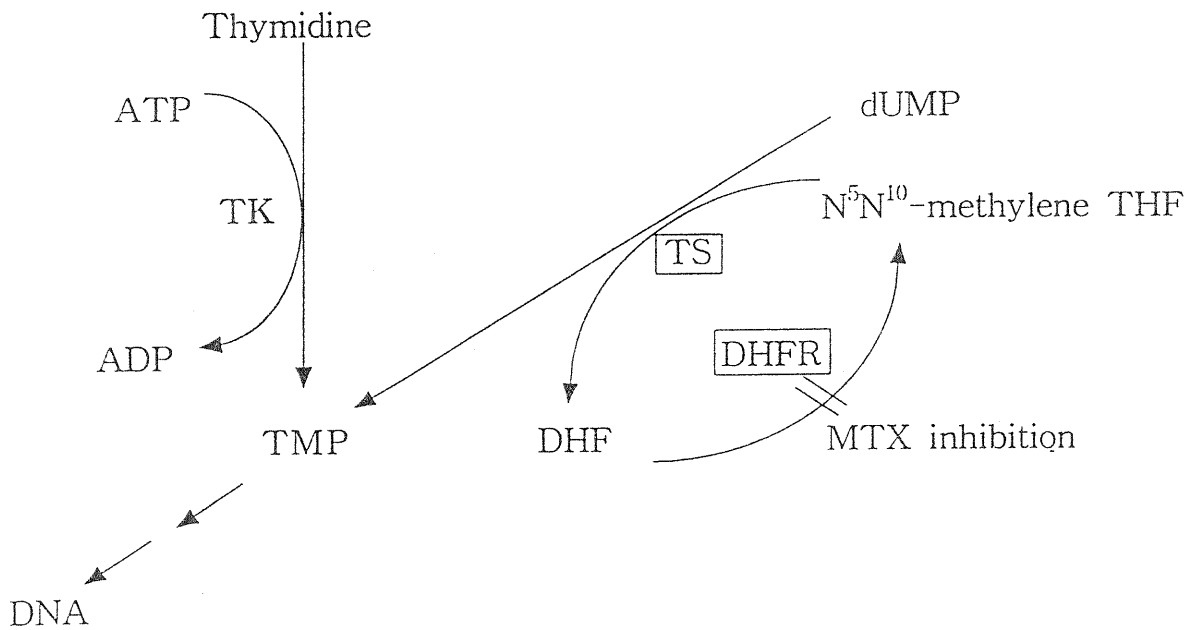 Thymidine
ATP
dUMP
TK
N⁵N¹⁰-methylene THF
TS
ADP
DHFR
TMP
DHF
MTX inhibition
DNA